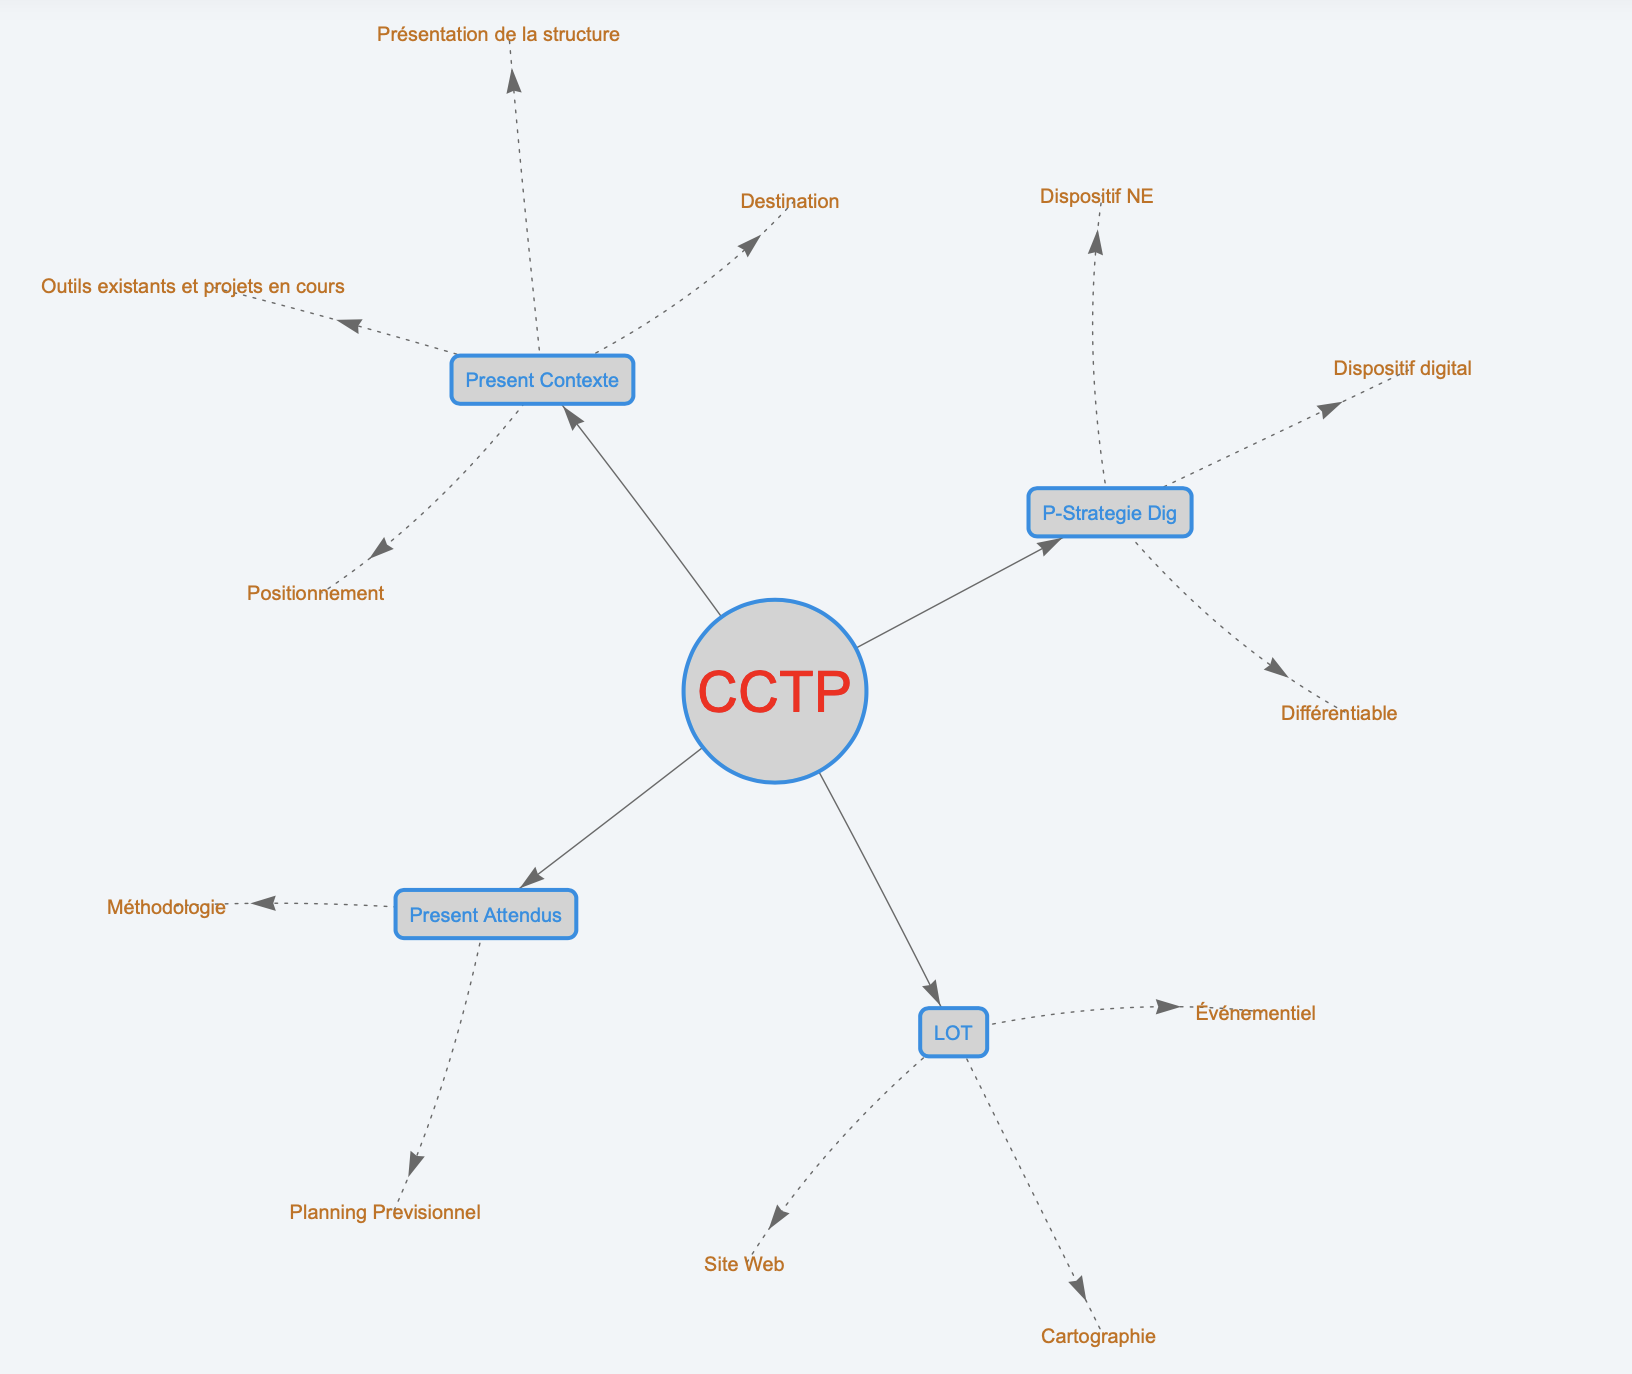 Présentation de la structure
Destination
Dispositif NE
Outils existants et projets en cours
Dispositif digital
Present Contexte
P-Strategie Dig
Positionnement
CCTP
Différentiable
Méthodologie
Present Attendus
Événementiel
LOT
Planning Previsionnel
Site Web
Cartographie